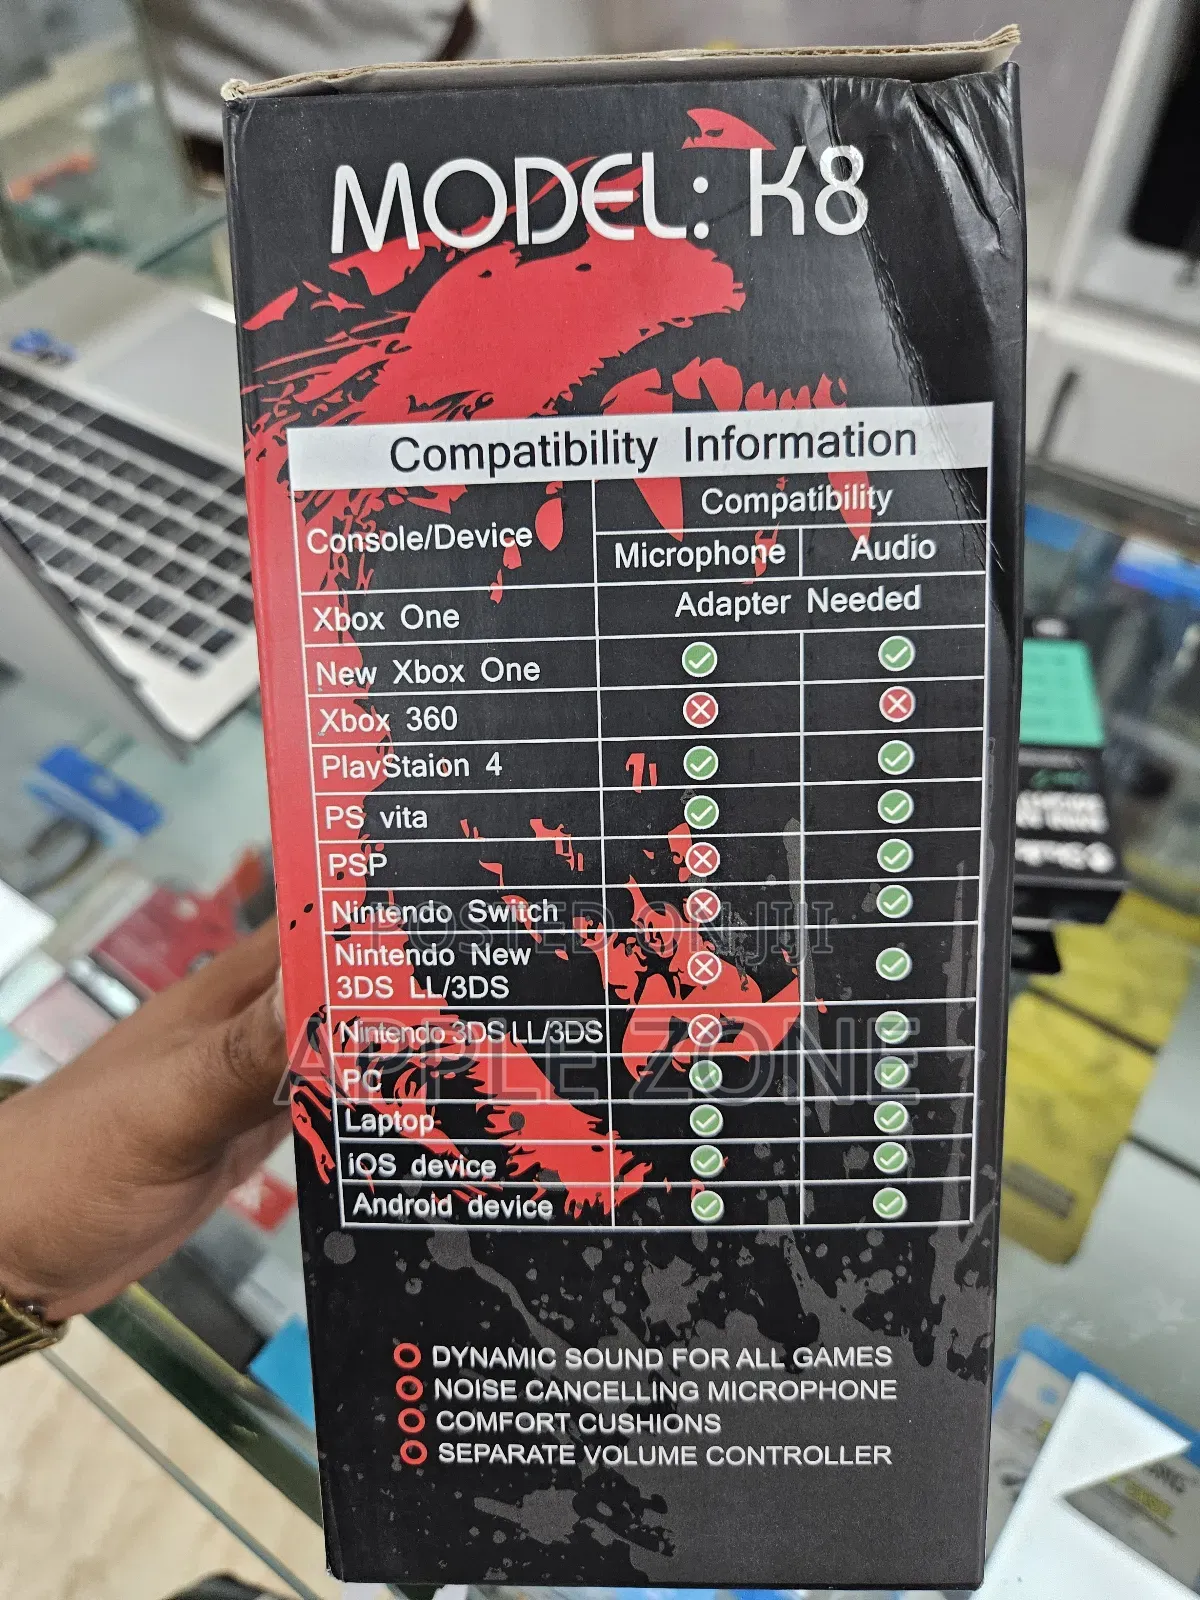 MODEL: K8
Compatibility Information
Console/Device
Compatibility
Microphone Audio
Xbox One Adapter Needed
New Xbox One
Xbox 360
PlayStaion 4
PS vita
PSP
Nintendo Switch
Nintendo New
3DS LL/3DS
Nintendo 3DS LL/3DS
PC
Laptop
iOS device
Android device
DYNAMIC SOUND FOR ALL GAMES
NOISE CANCELLING MICROPHONE
COMFORT CUSHIONS
SEPARATE VOLUME CONTROLLER
POSTED ON JIJI
APPLE ZONE